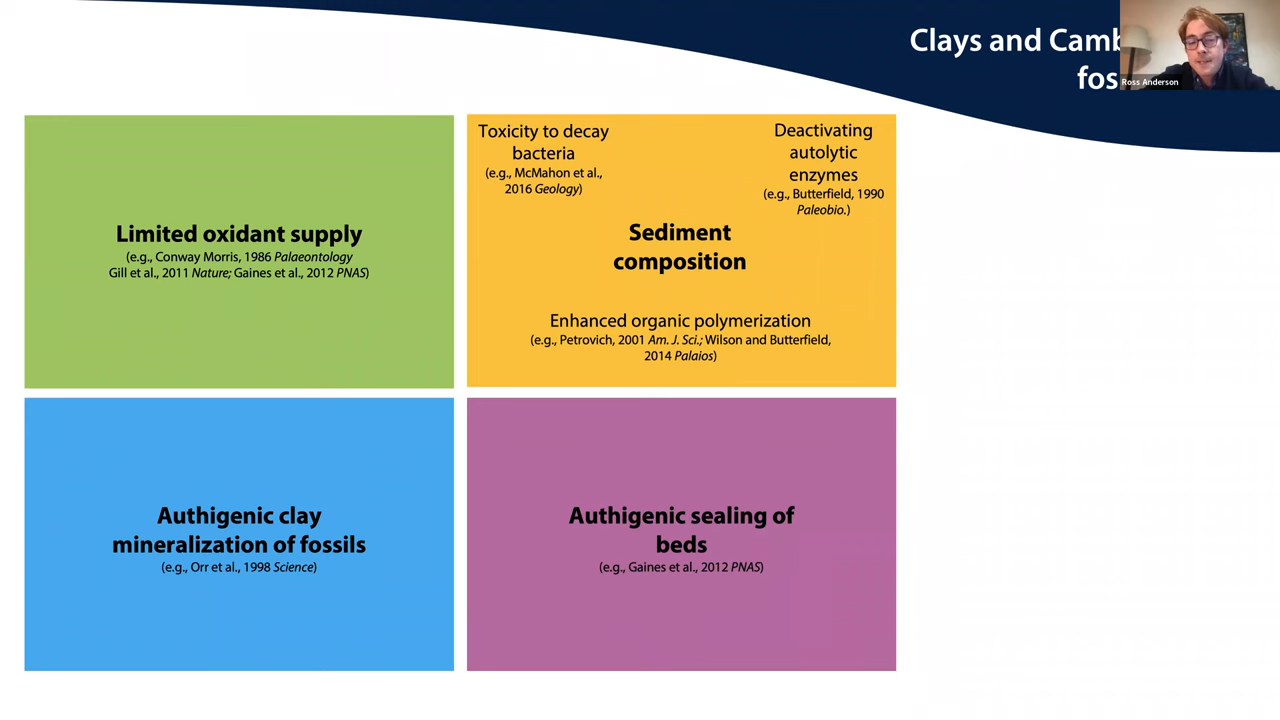 Clays and Camb
fos
Ross Anderson
Limited oxidant supply
(e.g., Conway Morris, 1986 Palaeontology
Gill et al., 2011 Nature; Gaines et al., 2012 PNAS)
Toxicity to decay
bacteria
(e.g., McMahon et al.,
2016 Geology)
Deactivating
autolytic
enzymes
(e.g., Butterfield, 1990
Paleobio.)
Sediment
composition
Enhanced organic polymerization
(e.g., Petrovich, 2001 Am. J. Sci.; Wilson and Butterfield,
2014 Palaios)
Authigenic clay
mineralization of fossils
(e.g., Orr et al., 1998 Science)
Authigenic sealing of
beds
(e.g., Gaines et al., 2012 PNAS)